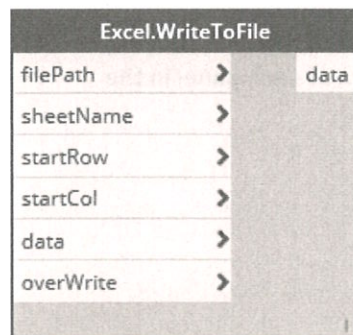 Excel.WriteToFile
filePath > data
sheetName >
startRow >
startCol >
data >
overWrite >